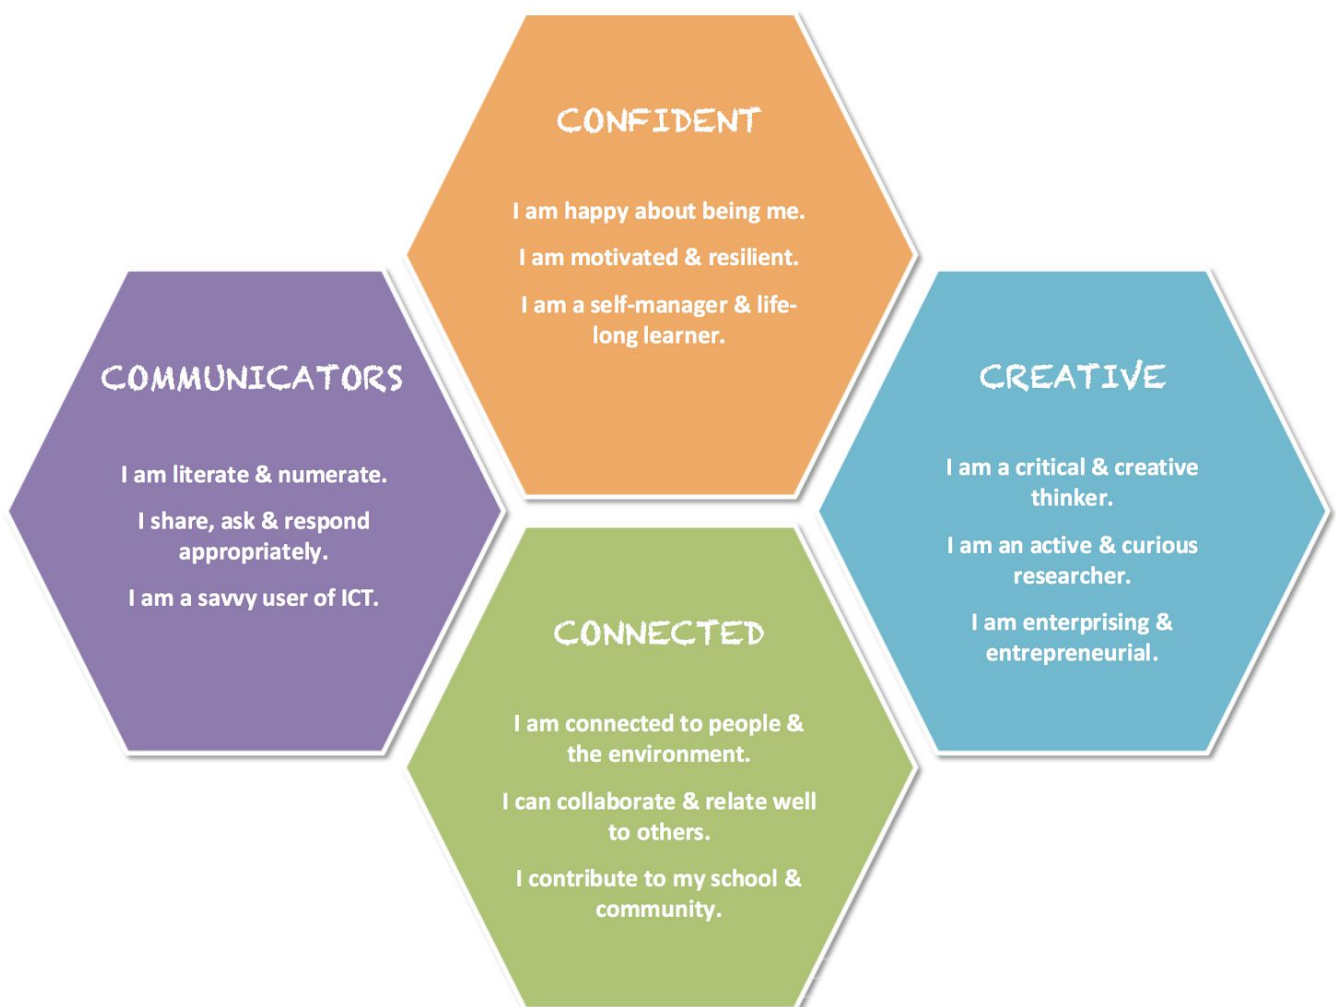 CONFIDENT
I am happy about being me.
I am motivated & resilient.
I am a self-manager & life-
long learner.
COMMUNICATORS
I am literate & numerate.
I share, ask & respond
appropriately.
I am a savvy user of ICT.
CREATIVE
I am a critical & creative
thinker.
I am an active & curious
researcher.
I am enterprising &
entrepreneurial.
CONNECTED
I am connected to people &
the environment.
I can collaborate & relate well
to others.
I contribute to my school &
community.